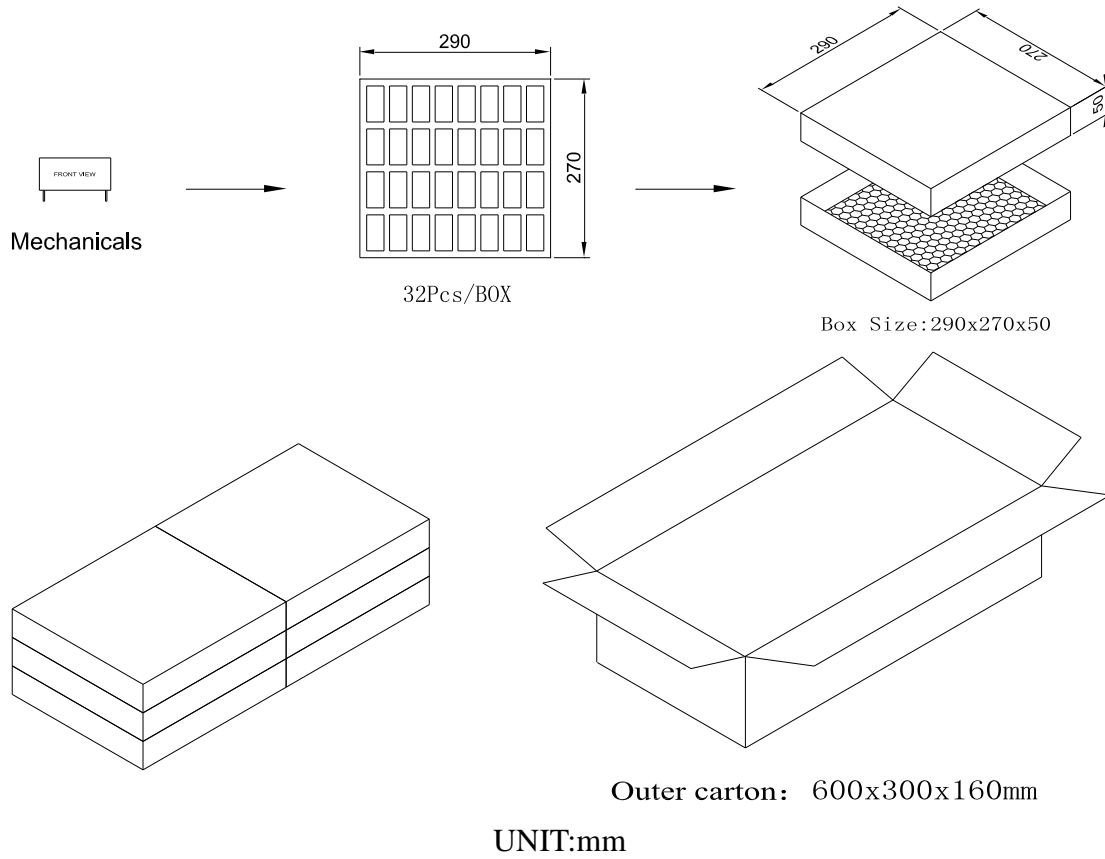 290
270
FRONT VIEW
Mechanicals
32Pcs/BOX
290
270
50
Box Size:290x270x50
Outer carton: 600x300x160mm
UNIT:mm